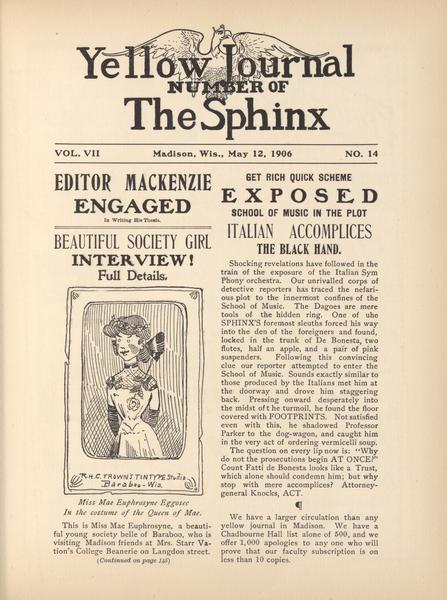 Yellow Journal
NUMBER OF
The Sphinx
VOL. VII Madison, Wis., May 12, 1906 NO. 14
EDITOR MACKENZIE
ENGAGED
In Writing His Thesis.
BEAUTIFUL SOCIETY GIRL
INTERVIEW!
Full Details.
R.H.C. TROWN'S TINTYPE Studio
Baraboo - Wis.
Miss Mae Euphrosyne Eggosec
In the costume of the Queen of Mae.
This is Miss Mae Euphrosyne, a beauti-
ful young society belle of Baraboo, who is
visiting Madison friends at Mrs. Starr Va-
tion's College Beanerie on Langdon street.
(Continued on page 145)
GET RICH QUICK SCHEME
EXPOSED
SCHOOL OF MUSIC IN THE PLOT
ITALIAN ACCOMPLICES
THE BLACK HAND.
Shocking revelations have followed in the
train of the exposure of the Italian Sym
Phony orchestra. Our unrivalled corps of
detective reporters has traced the nefari-
ous plot to the innermost confines of the
School of Music. The Dagoes are mere
tools of the hidden ring. One of uhe
SPHINX'S foremost sleuths forced his way
into the den of the foreigners and found,
locked in the trunk of De Bonesta, two
flutes, half an apple, and a pair of pink
suspenders. Following this convincing
clue our reporter attempted to enter the
School of Music. Sounds exactly similar to
those produced by the Italians met him at
the doorway and drove him staggering
back. Pressing onward desperately into
the midst of the turmoil, he found the floor
covered with FOOTPRINTS. Not satisfied
even with this, he shadowed Professor
Parker to the dog-wagon, and caught him
in the very act of ordering vermicelli soup.
The question on every lip now is: "Why
do not the prosecutions begin AT ONCE?"
Count Fatti de Bonesta looks like a Trust,
which alone should condemn him; but why
stop with mere accomplices? Attorney-
general Knocks, ACT.
¶
We have a larger circulation than any
yellow journal in Madison. We have a
Chadbourne Hall list alone of 500, and we
offer 1,000 apologies to any one who will
prove that our faculty subscription is on
less than 10 copies.